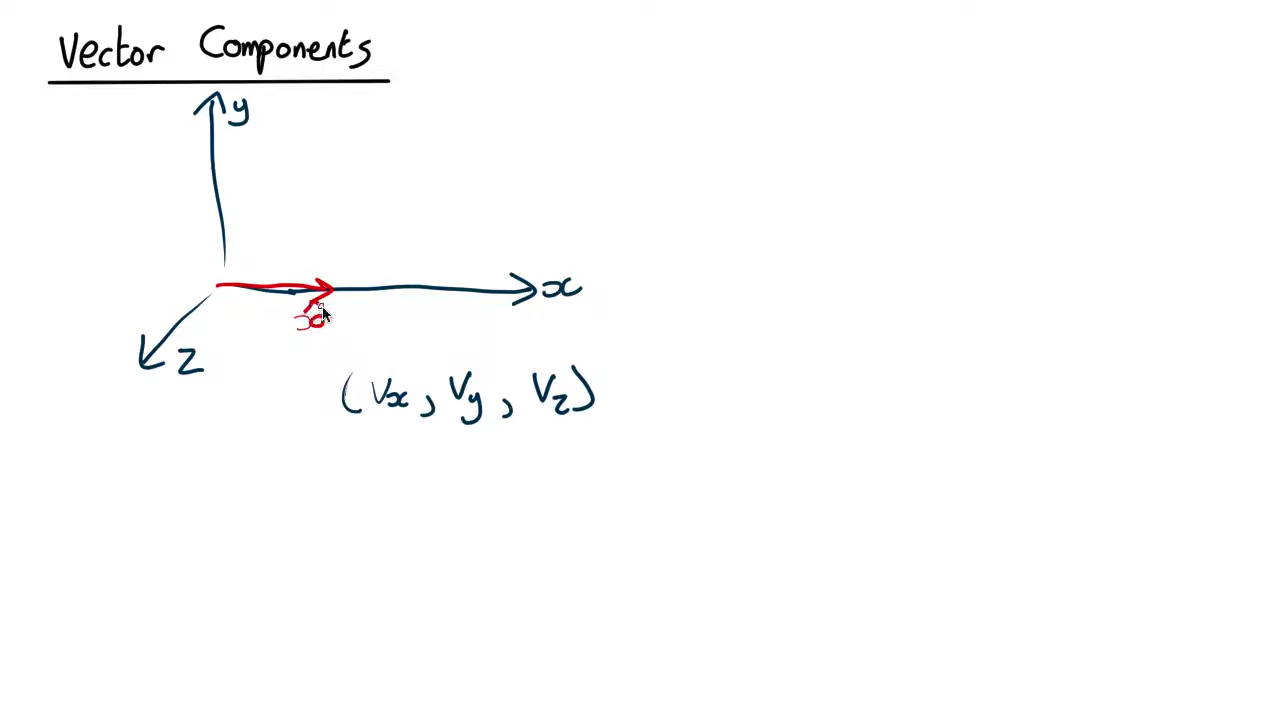 Vector Components
y
x
x̂
z
(Vx, Vy, Vz)